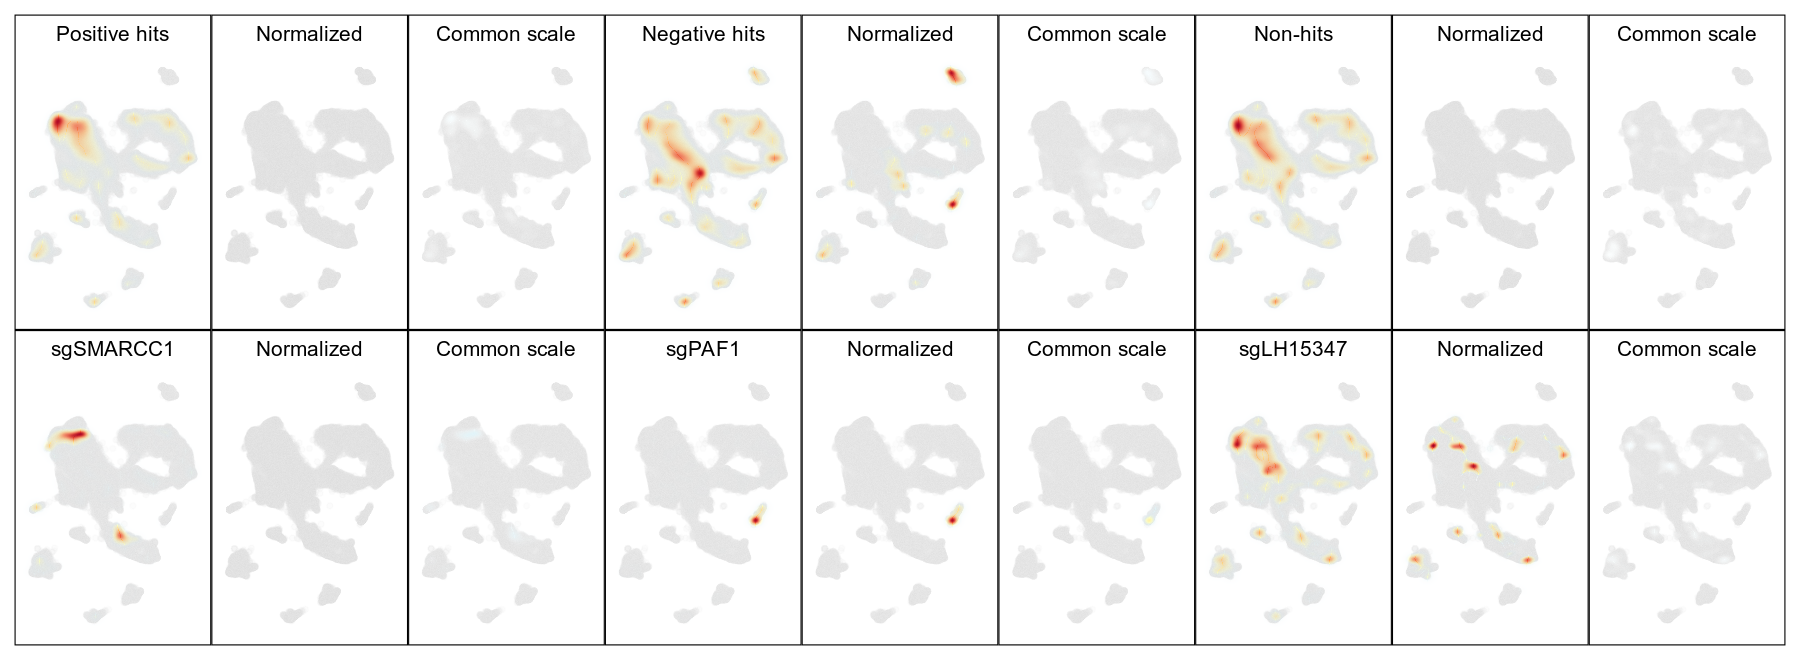 Positive hits Normalized Common scale Negative hits Normalized Common scale Non-hits Normalized Common scale
sgSMARCC1 Normalized Common scale sgPAF1 Normalized Common scale sgLH15347 Normalized Common scale